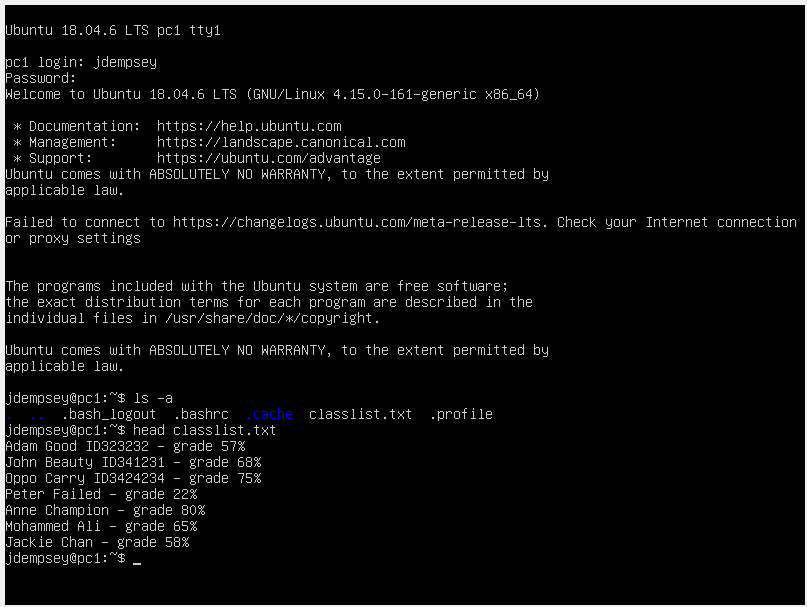 Ubuntu 18.04.6 LTS pc1 tty1
pc1 login: jdempsey
Password:
Welcome to Ubuntu 18.04.6 LTS (GNU/Linux 4.15.0-161-generic x86_64)
* Documentation:  https://help.ubuntu.com
* Management:     https://landscape.canonical.com
* Support:        https://ubuntu.com/advantage
Ubuntu comes with ABSOLUTELY NO WARRANTY, to the extent permitted by
applicable law.
Failed to connect to https://changelogs.ubuntu.com/meta-release-lts. Check your Internet connection
or proxy settings
The programs included with the Ubuntu system are free software;
the exact distribution terms for each program are described in the
individual files in /usr/share/doc/*/copyright.
Ubuntu comes with ABSOLUTELY NO WARRANTY, to the extent permitted by
applicable law.
jdempsey@pc1:~$ ls -a
.  ..  .bash_logout  .bashrc  .cache  classlist.txt  .profile
jdempsey@pc1:~$ head classlist.txt
Adam Good ID323232 - grade 57%
John Beauty ID341231 - grade 68%
Oppo Carry ID3424234 - grade 75%
Peter Failed - grade 22%
Anne Champion - grade 80%
Mohammed Ali - grade 65%
Jackie Chan - grade 58%
jdempsey@pc1:~$ _